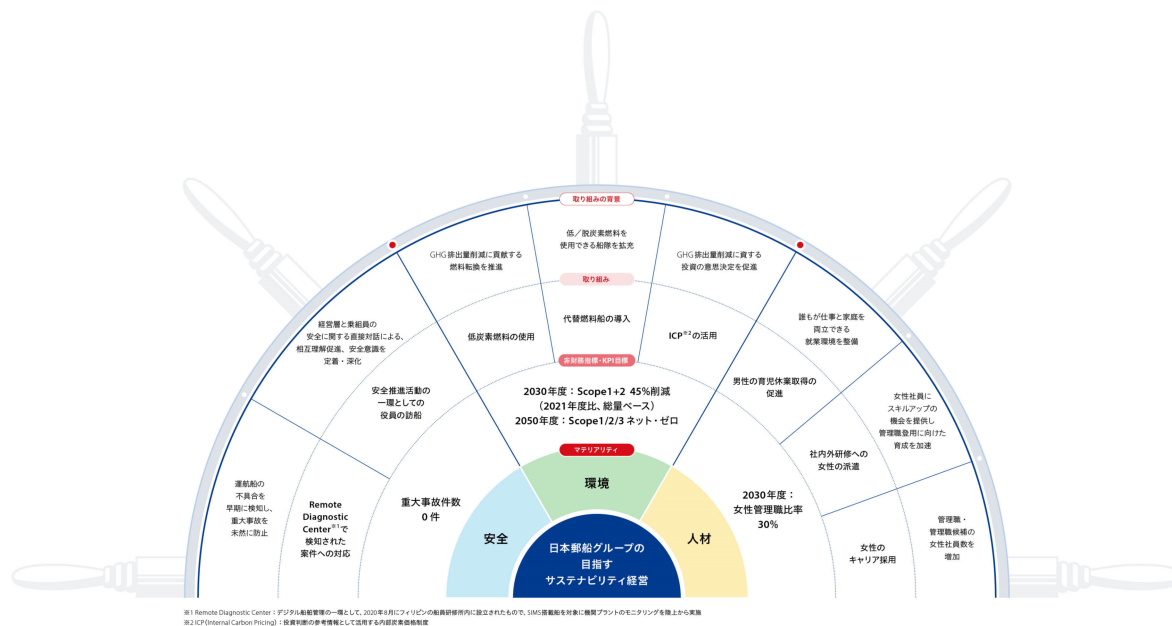 取り組みの背景
低／脱炭素燃料を
使用できる船隊を拡充
GHG排出量削減に貢献する
燃料転換を推進
GHG排出量削減に資する
投資の意思決定を促進
取り組み
代替燃料船の導入
低炭素燃料の使用
ICP※2の活用
経営層と乗組員の
安全に関する直接対話による、
相互理解促進、安全意識を
定着・深化
誰もが仕事と家庭を
両立できる
就業環境を整備
非財務指標・KPI目標
安全推進活動の
一環としての
役員の訪船
2030年度：Scope1+2 45%削減
（2021年度比、総量ベース）
2050年度：Scope1/2/3 ネット・ゼロ
男性の育児休業取得の
促進
女性社員に
スキルアップの
機会を提供し
管理職登用に向けた
育成を加速
マテリアリティ
環境
社内外研修への
女性の派遣
運航船の
不具合を
早期に検知し、
重大事故を
未然に防止
Remote
Diagnostic
Center※1で
検知された
案件への対応
重大事故件数
0 件
安全
日本郵船グループの
目指す
サステナビリティ経営
人材
2030年度：
女性管理職比率
30%
女性の
キャリア採用
管理職・
管理職候補の
女性社員数を
増加
※1 Remote Diagnostic Center：デジタル船舶管理の一環として、2020年8月にフィリピンの船員研修所内に設立されたもので、SIMS搭載船を対象に機関プラントのモニタリングを陸上から実施
※2 ICP(Internal Carbon Pricing)：投資判断の参考情報として活用する内部炭素価格制度